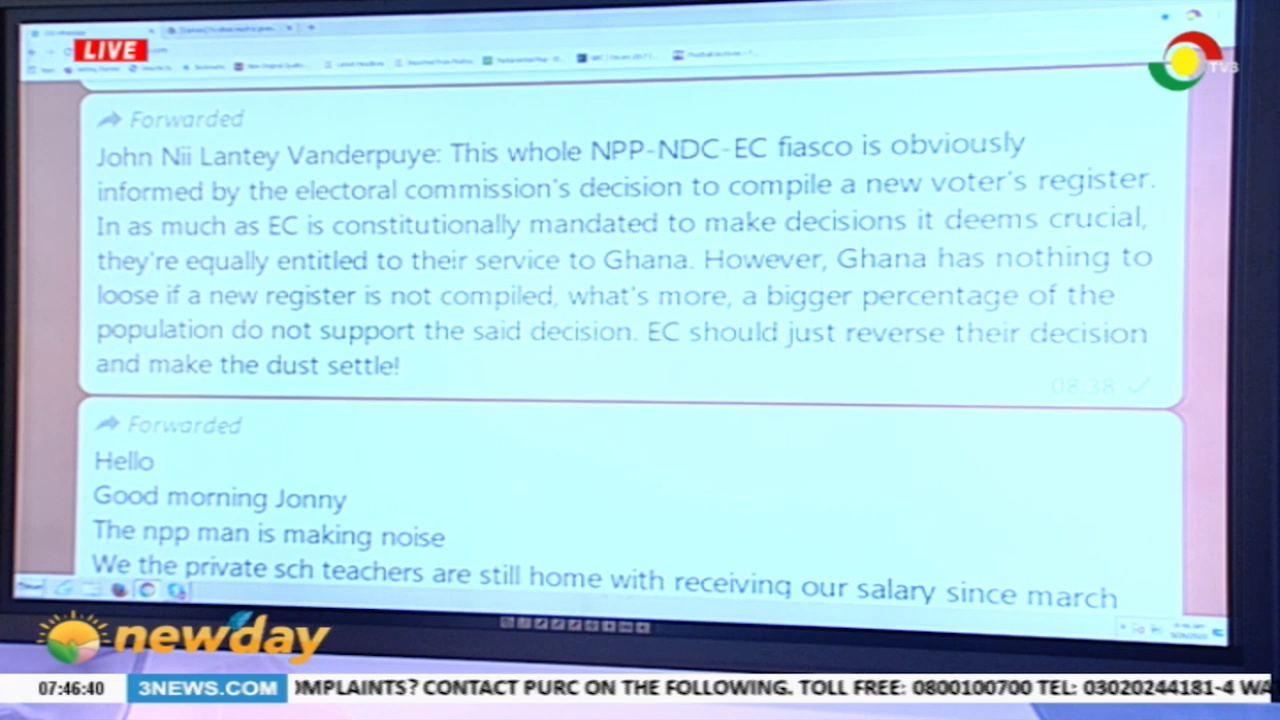 LIVE
TV3
Forwarded
John Nii Lantey Vanderpuye: This whole NPP-NDC-EC fiasco is obviously
informed by the electoral commission's decision to compile a new voter's register.
In as much as EC is constitutionally mandated to make decisions it deems crucial,
they're equally entitled to their service to Ghana. However, Ghana has nothing to
loose if a new register is not compiled, what's more, a bigger percentage of the
population do not support the said decision. EC should just reverse their decision
and make the dust settle!
08:38
Forwarded
Hello
Good morning Jonny
The npp man is making noise
We the private sch teachers are still home with receiving our salary since march
newday
07:46:40 3NEWS.COM OMPLAINTS? CONTACT PURC ON THE FOLLOWING. TOLL FREE: 0800100700 TEL: 03020244181-4 WA